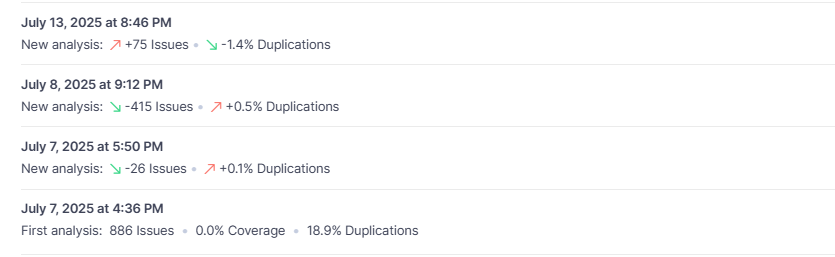 July 13, 2025 at 8:46 PM
New analysis: +75 Issues • -1.4% Duplications
July 8, 2025 at 9:12 PM
New analysis: -415 Issues • +0.5% Duplications
July 7, 2025 at 5:50 PM
New analysis: -26 Issues • +0.1% Duplications
July 7, 2025 at 4:36 PM
First analysis: 886 Issues • 0.0% Coverage • 18.9% Duplications